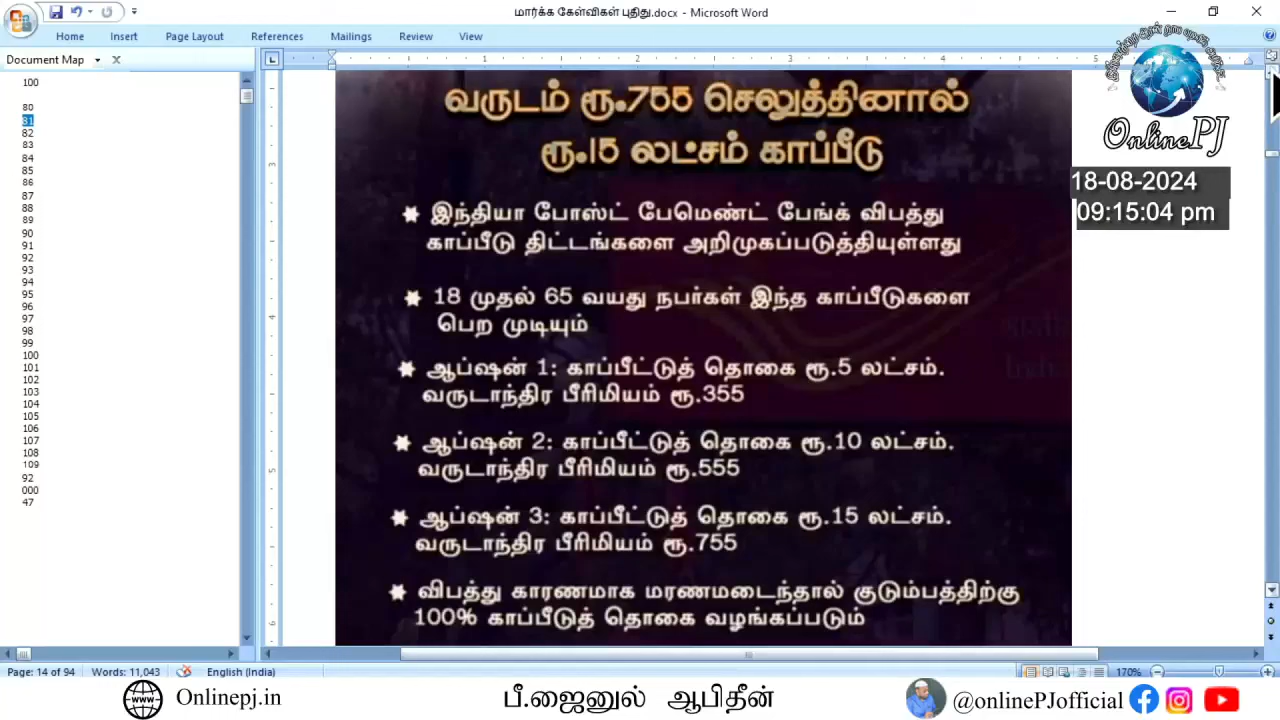 மார்க்க கேள்விகள் புதிது.docx - Microsoft Word
Home Insert Page Layout References Mailings Review View
Document Map
100
80
81
82
83
84
85
86
87
88
89
90
91
92
93
94
95
96
97
98
99
100
101
102
103
104
105
106
107
108
109
92
000
47
வருடம் ரூ.755 செலுத்தினால்
ரூ.15 லட்சம் காப்பீடு
இந்தியா போஸ்ட் பேமெண்ட் பேங்க் விபத்து
காப்பீடு திட்டங்களை அறிமுகப்படுத்தியுள்ளது
18 முதல் 65 வயது நபர்கள் இந்த காப்பீடுகளை
பெற முடியும்
ஆப்ஷன் 1: காப்பீட்டுத் தொகை ரூ.5 லட்சம்.
வருடாந்திர பீரிமியம் ரூ.355
ஆப்ஷன் 2: காப்பீட்டுத் தொகை ரூ.10 லட்சம்.
வருடாந்திர பீரிமியம் ரூ.555
ஆப்ஷன் 3: காப்பீட்டுத் தொகை ரூ.15 லட்சம்.
வருடாந்திர பீரிமியம் ரூ.755
விபத்து காரணமாக மரணமடைந்தால் குடும்பத்திற்கு
100% காப்பீடுத் தொகை வழங்கப்படும்
OnlinePJ
18-08-2024
09:15:04 pm
Page: 14 of 94 Words: 11,043 English (India) 170%
www Onlinepj.in பீ.ஜைனுல் ஆபிதீன் @onlinePJofficial